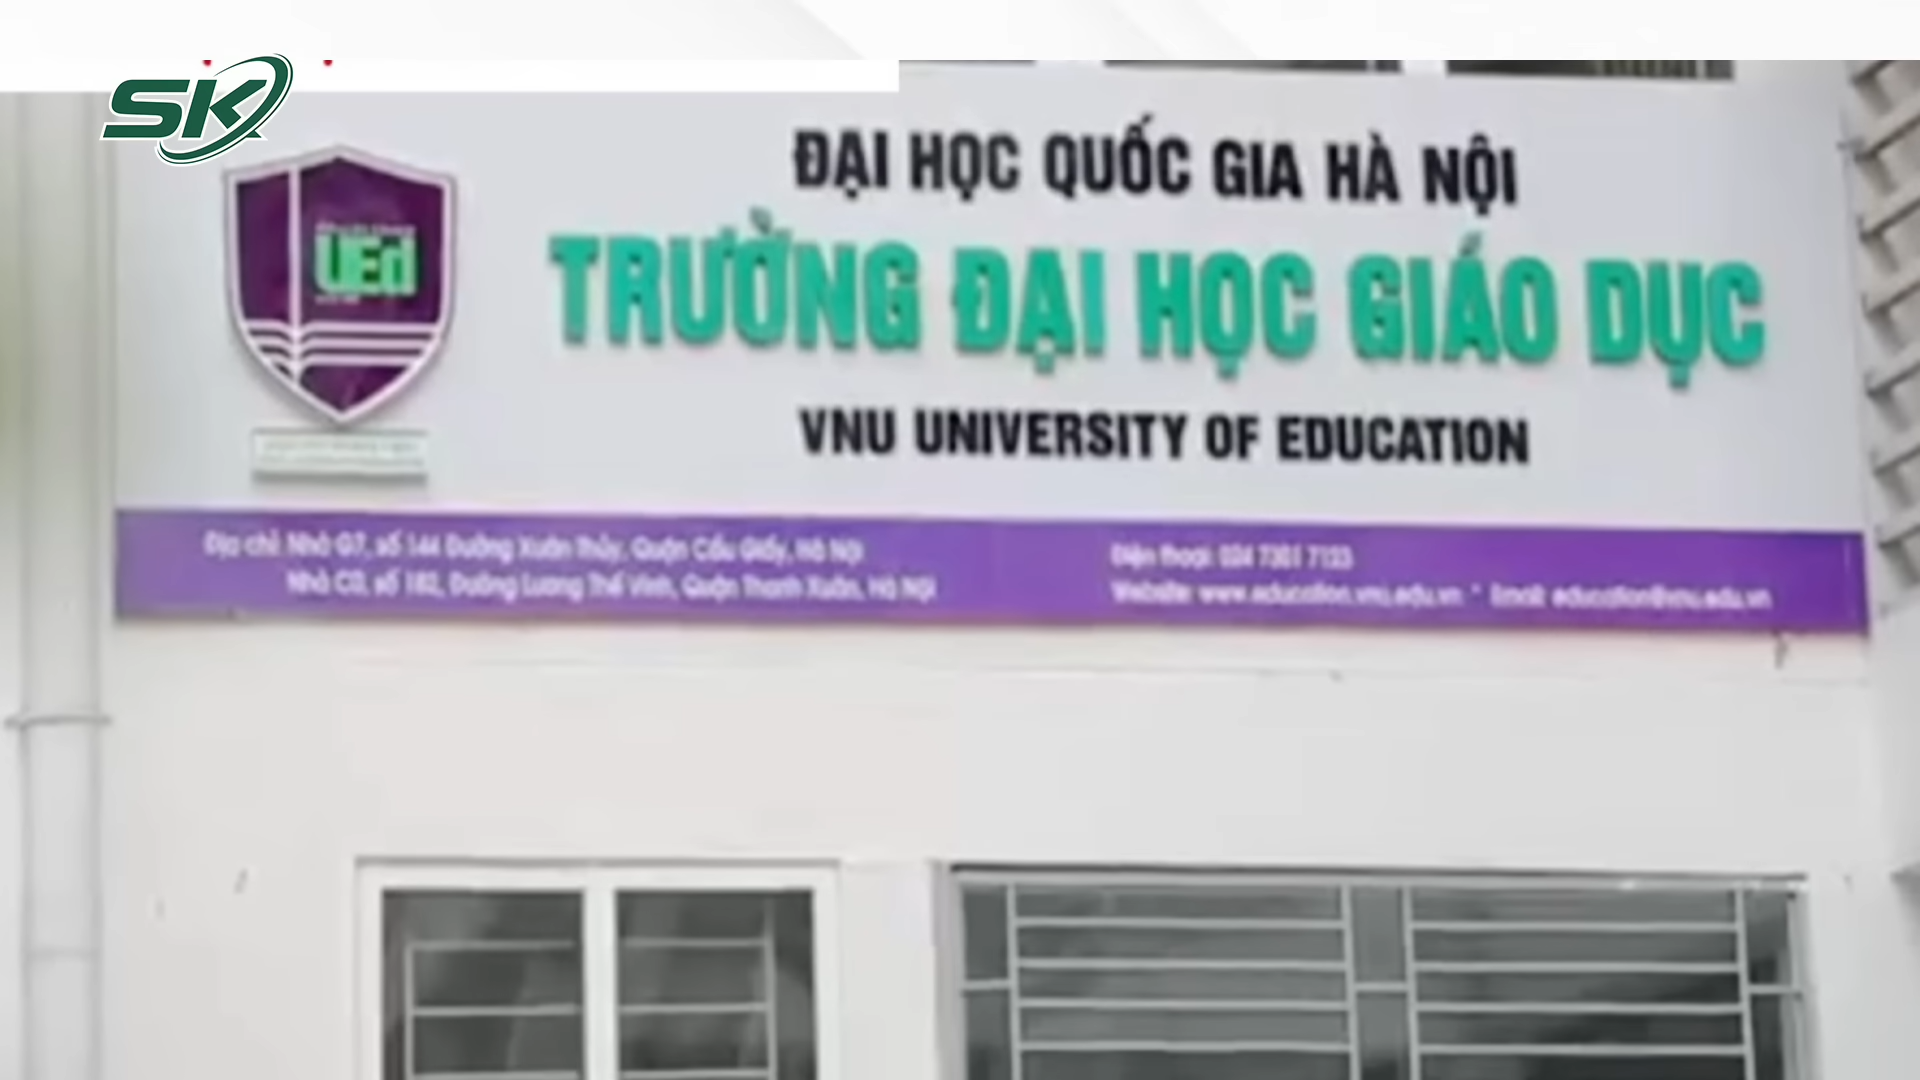 SK
ĐẠI HỌC QUỐC GIA HÀ NỘI
UEd
TRƯỜNG ĐẠI HỌC GIÁO DỤC
VNU UNIVERSITY OF EDUCATION
Địa chỉ: Nhà G7, số 144 Đường Xuân Thủy, Quận Cầu Giấy, Hà Nội
Nhà C0, số 182, Đường Lương Thế Vinh, Quận Thanh Xuân, Hà Nội
Điện thoại: 024 7301 7123
Website: www.education.vnu.edu.vn * Email: education@vnu.edu.vn